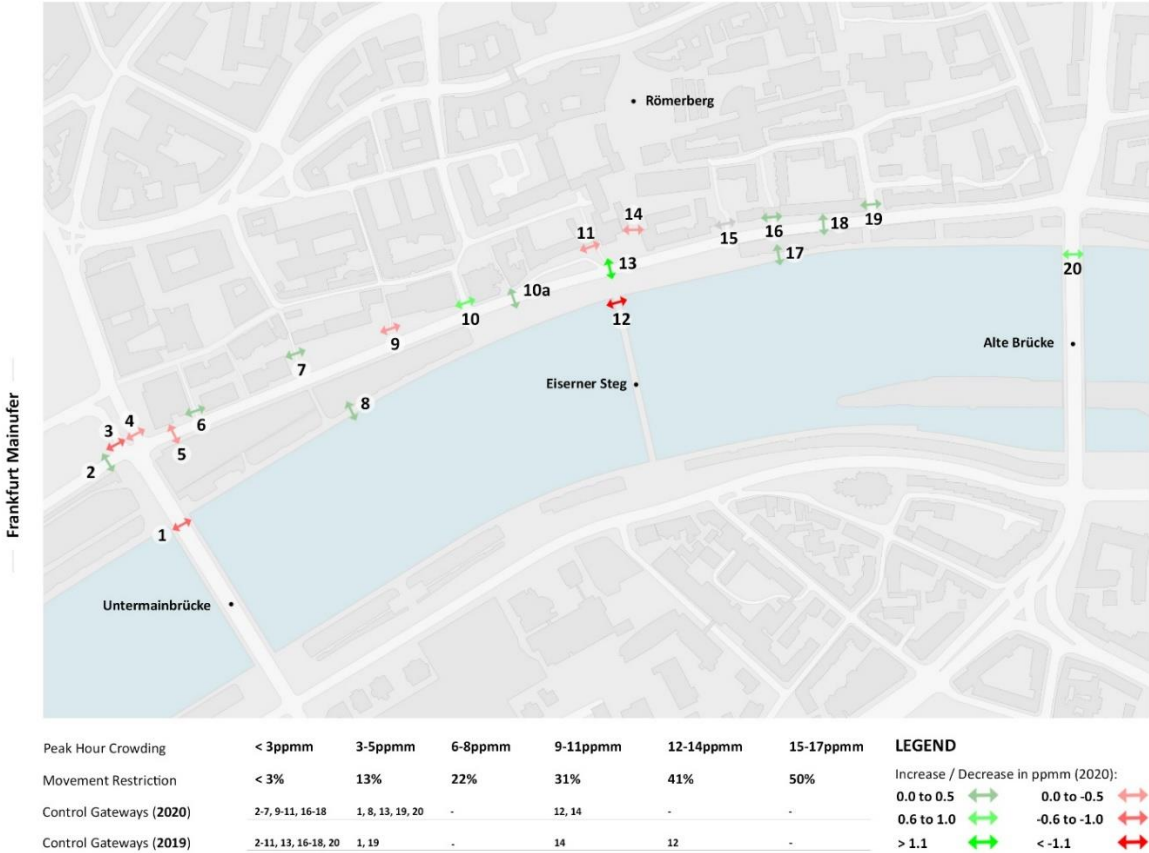 Frankfurt Mainufer
Römerberg
14
11
15
16
18
19
13
17
10a
20
10
12
9
Alte Brücke
7
Eiserner Steg
8
4
3
6
5
2
1
Untermainbrücke
Peak Hour Crowding < 3ppmm 3-5ppmm 6-8ppmm 9-11ppmm 12-14ppmm 15-17ppmm
Movement Restriction < 3% 13% 22% 31% 41% 50%
Control Gateways (2020) 2-7, 9-11, 16-18 1, 8, 13, 19, 20 - 12, 14 - -
Control Gateways (2019) 2-11, 13, 16-18, 20 1, 19 - 14 12 -
LEGEND
Increase / Decrease in ppmm (2020):
0.0 to 0.5 0.0 to -0.5
0.6 to 1.0 -0.6 to -1.0
> 1.1 < -1.1